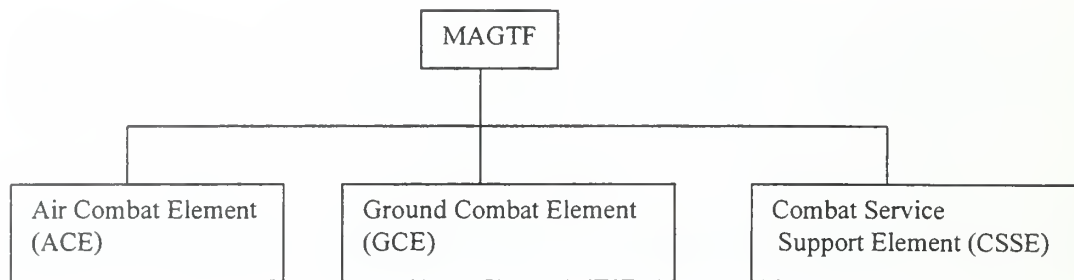 MAGTF
Air Combat Element
(ACE)
Ground Combat Element
(GCE)
Combat Service
Support Element (CSSE)